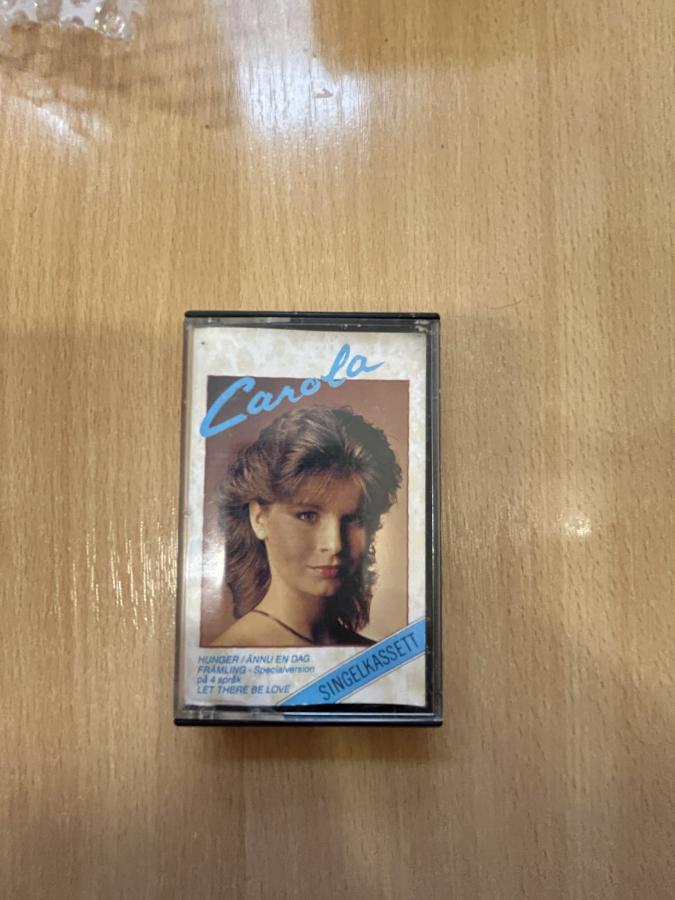 Carola
HUNGER / ÄNNU EN DAG
FRÄMLING - Specialversion
på 4 språk
LET THERE BE LOVE
SINGELKASSETT